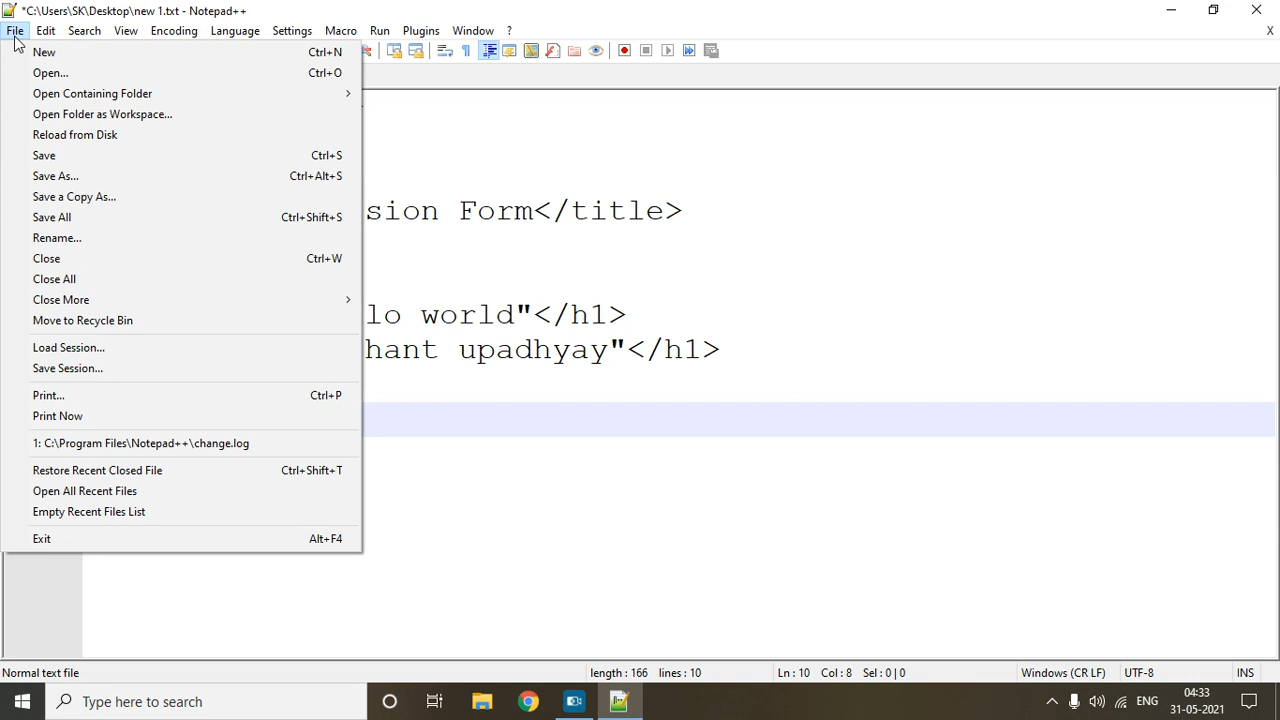 *C:\Users\SK\Desktop\new 1.txt - Notepad++
File Edit Search View Encoding Language Settings Macro Run Plugins Window ? X
New Ctrl+N
Open... Ctrl+O
Open Containing Folder
Open Folder as Workspace...
Reload from Disk
Save Ctrl+S
Save As... Ctrl+Alt+S
Save a Copy As...
Save All Ctrl+Shift+S
Rename...
Close Ctrl+W
Close All
Close More
Move to Recycle Bin
Load Session...
Save Session...
Print... Ctrl+P
Print Now
1: C:\Program Files\Notepad++\change.log
Restore Recent Closed File Ctrl+Shift+T
Open All Recent Files
Empty Recent Files List
Exit Alt+F4
sion Form</title>
lo world"</h1>
hant upadhyay"</h1>
Normal text file length : 166 lines : 10 Ln : 10 Col : 8 Sel : 0 | 0 Windows (CR LF) UTF-8 INS
Type here to search ENG 04:33
31-05-2021